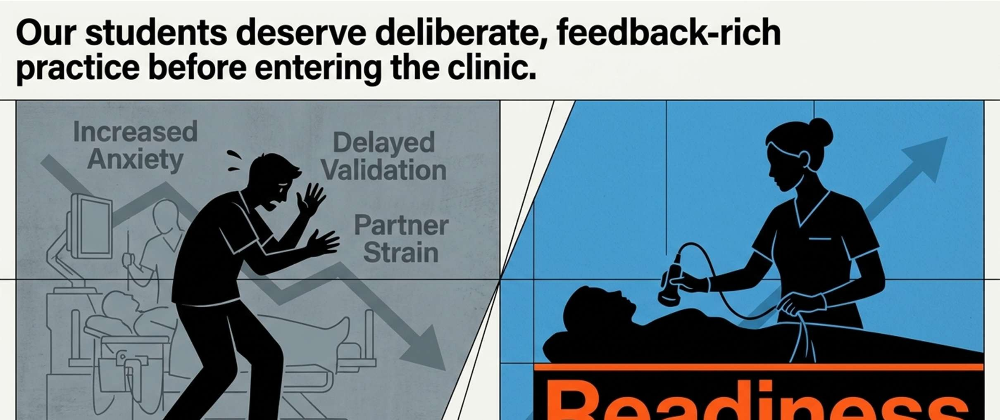 Our students deserve deliberate, feedback-rich
practice before entering the clinic.
Increased
Anxiety
Delayed
Validation
Partner
Strain
Readiness